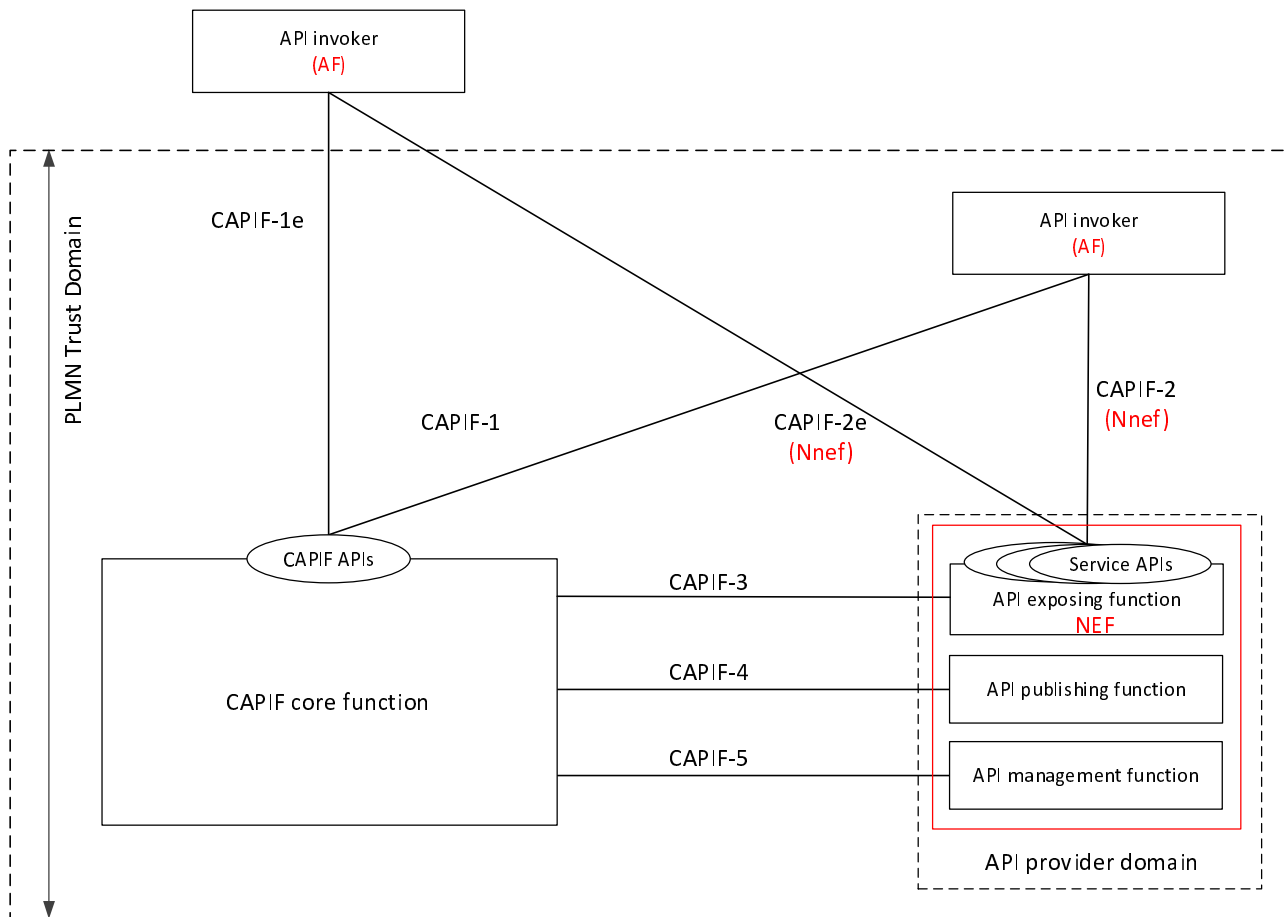 API invoker
(AF)
PLMN Trust Domain
CAPIF-1e
API invoker
(AF)
CAPIF-1
CAPIF-2e
(Nnef)
CAPIF-2
(Nnef)
CAPIF APIs
CAPIF core function
CAPIF-3
CAPIF-4
CAPIF-5
Service APIs
API exposing function
NEF
API publishing function
API management function
API provider domain